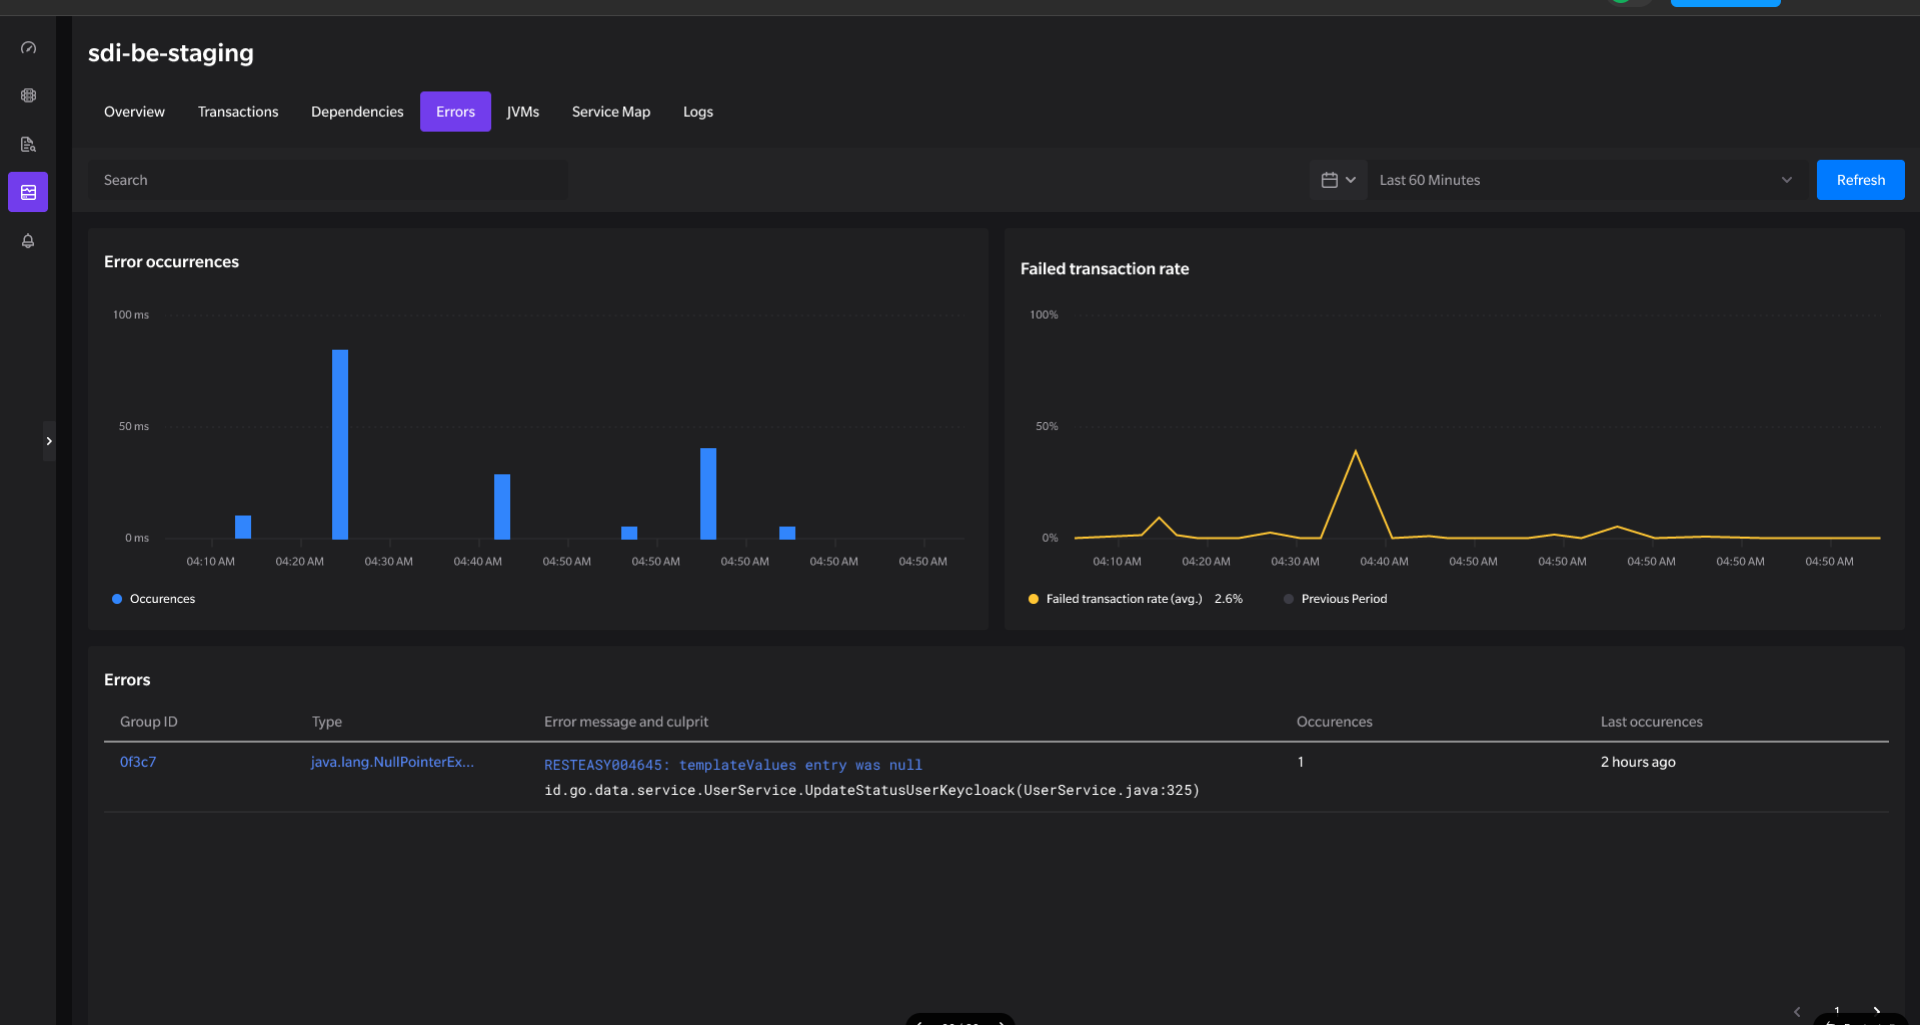 sdi-be-staging
Overview Transactions Dependencies Errors JVMs Service Map Logs
Search Last 60 Minutes Refresh
Error occurrences
100 ms
50 ms
0 ms
04:10 AM 04:20 AM 04:30 AM 04:40 AM 04:50 AM 04:50 AM 04:50 AM 04:50 AM 04:50 AM
Occurences
Failed transaction rate
100%
50%
0%
04:10 AM 04:20 AM 04:30 AM 04:40 AM 04:50 AM 04:50 AM 04:50 AM 04:50 AM 04:50 AM
Failed transaction rate (avg.) 2.6% Previous Period
Errors
Group ID Type Error message and culprit Occurences Last occurences
0f3c7 java.lang.NullPointerEx... RESTEASY004645: templateValues entry was null 1 2 hours ago
id.go.data.service.UserService.UpdateStatusUserKeycloack(UserService.java:325)
1